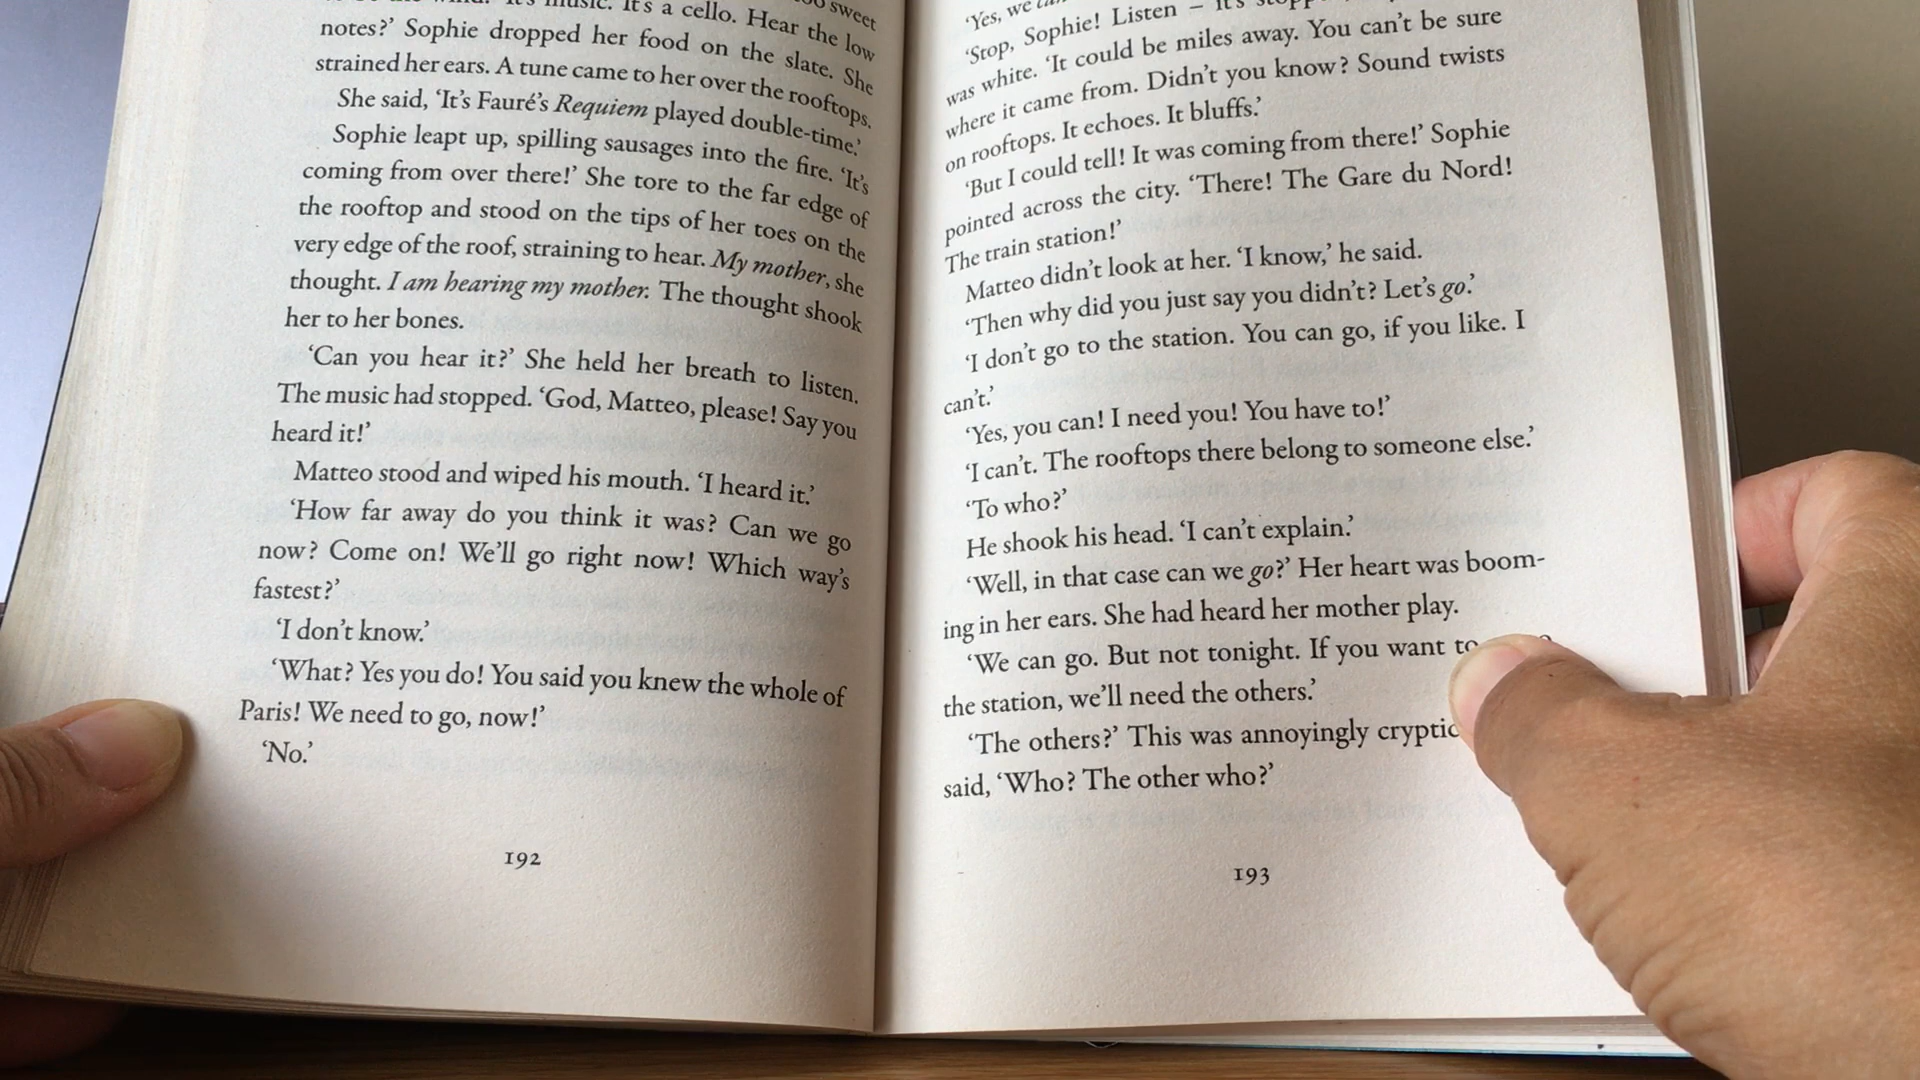 music. It's a cello. Hear the low
notes?’ Sophie dropped her food on the slate. She
strained her ears. A tune came to her over the rooftops.
She said, ‘It's Fauré's Requiem played double-time.’
Sophie leapt up, spilling sausages into the fire. ‘It's
coming from over there!’ She tore to the far edge of
the rooftop and stood on the tips of her toes on the
very edge of the roof, straining to hear. My mother, she
thought. I am hearing my mother. The thought shook
her to her bones.
‘Can you hear it?’ She held her breath to listen.
The music had stopped. ‘God, Matteo, please! Say you
heard it!’
Matteo stood and wiped his mouth. ‘I heard it.’
‘How far away do you think it was? Can we go
now? Come on! We'll go right now! Which way's
fastest?’
‘I don't know.’
‘What? Yes you do! You said you knew the whole of
Paris! We need to go, now!’
‘No.’
192
‘Yes, we
‘Stop, Sophie! Listen – it's
was white. ‘It could be miles away. You can't be sure
where it came from. Didn't you know? Sound twists
on rooftops. It echoes. It bluffs.’
‘But I could tell! It was coming from there!’ Sophie
pointed across the city. ‘There! The Gare du Nord!
The train station!’
Matteo didn't look at her. ‘I know,’ he said.
‘Then why did you just say you didn't? Let's go.’
‘I don't go to the station. You can go, if you like. I
can't.’
‘Yes, you can! I need you! You have to!’
‘I can't. The rooftops there belong to someone else.’
‘To who?’
He shook his head. ‘I can't explain.’
‘Well, in that case can we go?’ Her heart was boom-
ing in her ears. She had heard her mother play.
‘We can go. But not tonight. If you want to
the station, we'll need the others.’
‘The others?’ This was annoyingly cryptic
said, ‘Who? The other who?’
193